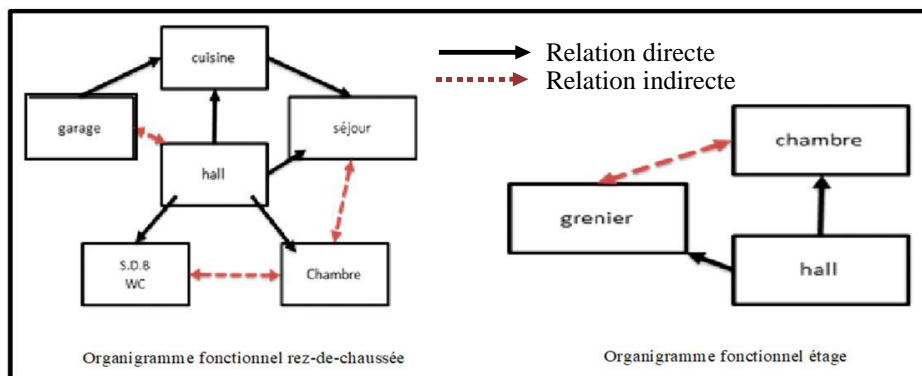 cuisine
Relation directe
Relation indirecte
garage
séjour
hall
S.D.B
WC
Chambre
Organigramme fonctionnel rez-de-chaussée
chambre
grenier
hall
Organigramme fonctionnel étage